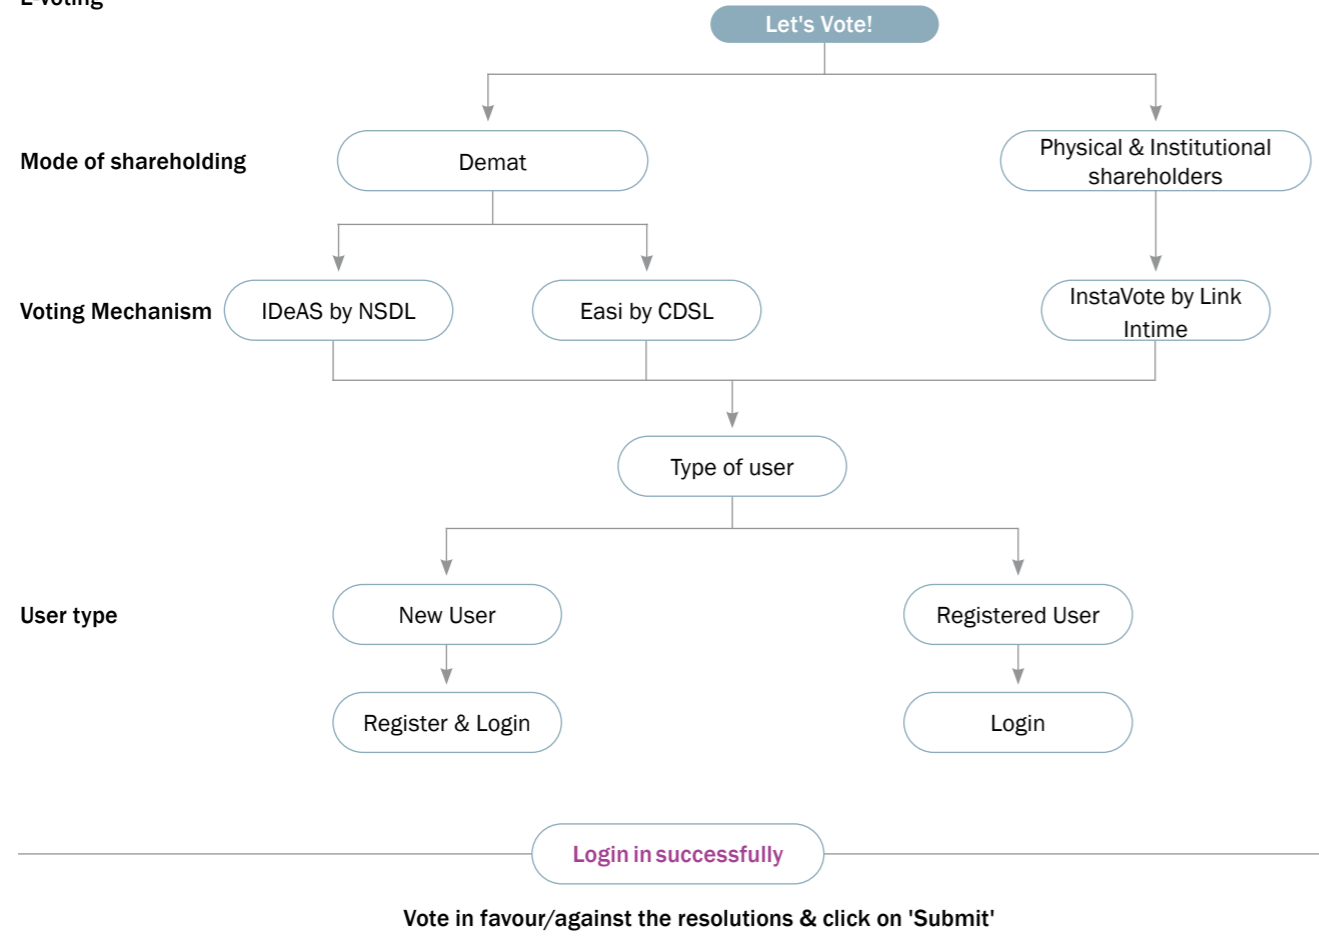 E-voting
Let's Vote!
Mode of shareholding
Demat
Physical & Institutional
shareholders
Voting Mechanism
IDeAS by NSDL
Easi by CDSL
InstaVote by Link
Intime
Type of user
User type
New User
Registered User
Register & Login
Login
Login in successfully
Vote in favour/against the resolutions & click on 'Submit'